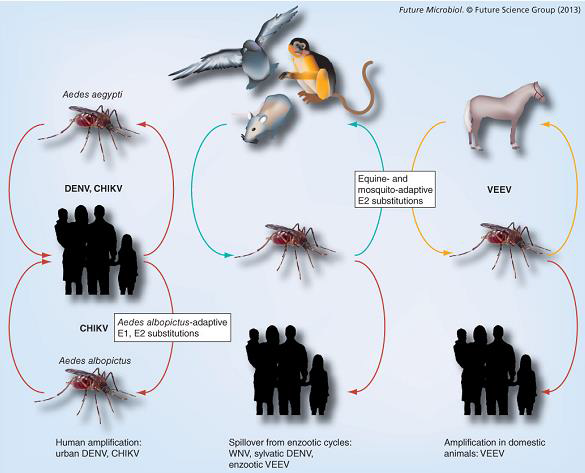 Future Microbiol. © Future Science Group (2013)
Aedes aegypti
DENV, CHIKV
Equine- and
mosquito-adaptive
E2 substitutions
VEEV
CHIKV
Aedes albopictus-adaptive
E1, E2 substitutions
Aedes albopictus
Human amplification:
urban DENV, CHIKV
Spillover from enzootic cycles:
WNV, sylvatic DENV,
enzootic VEEV
Amplification in domestic
animals: VEEV